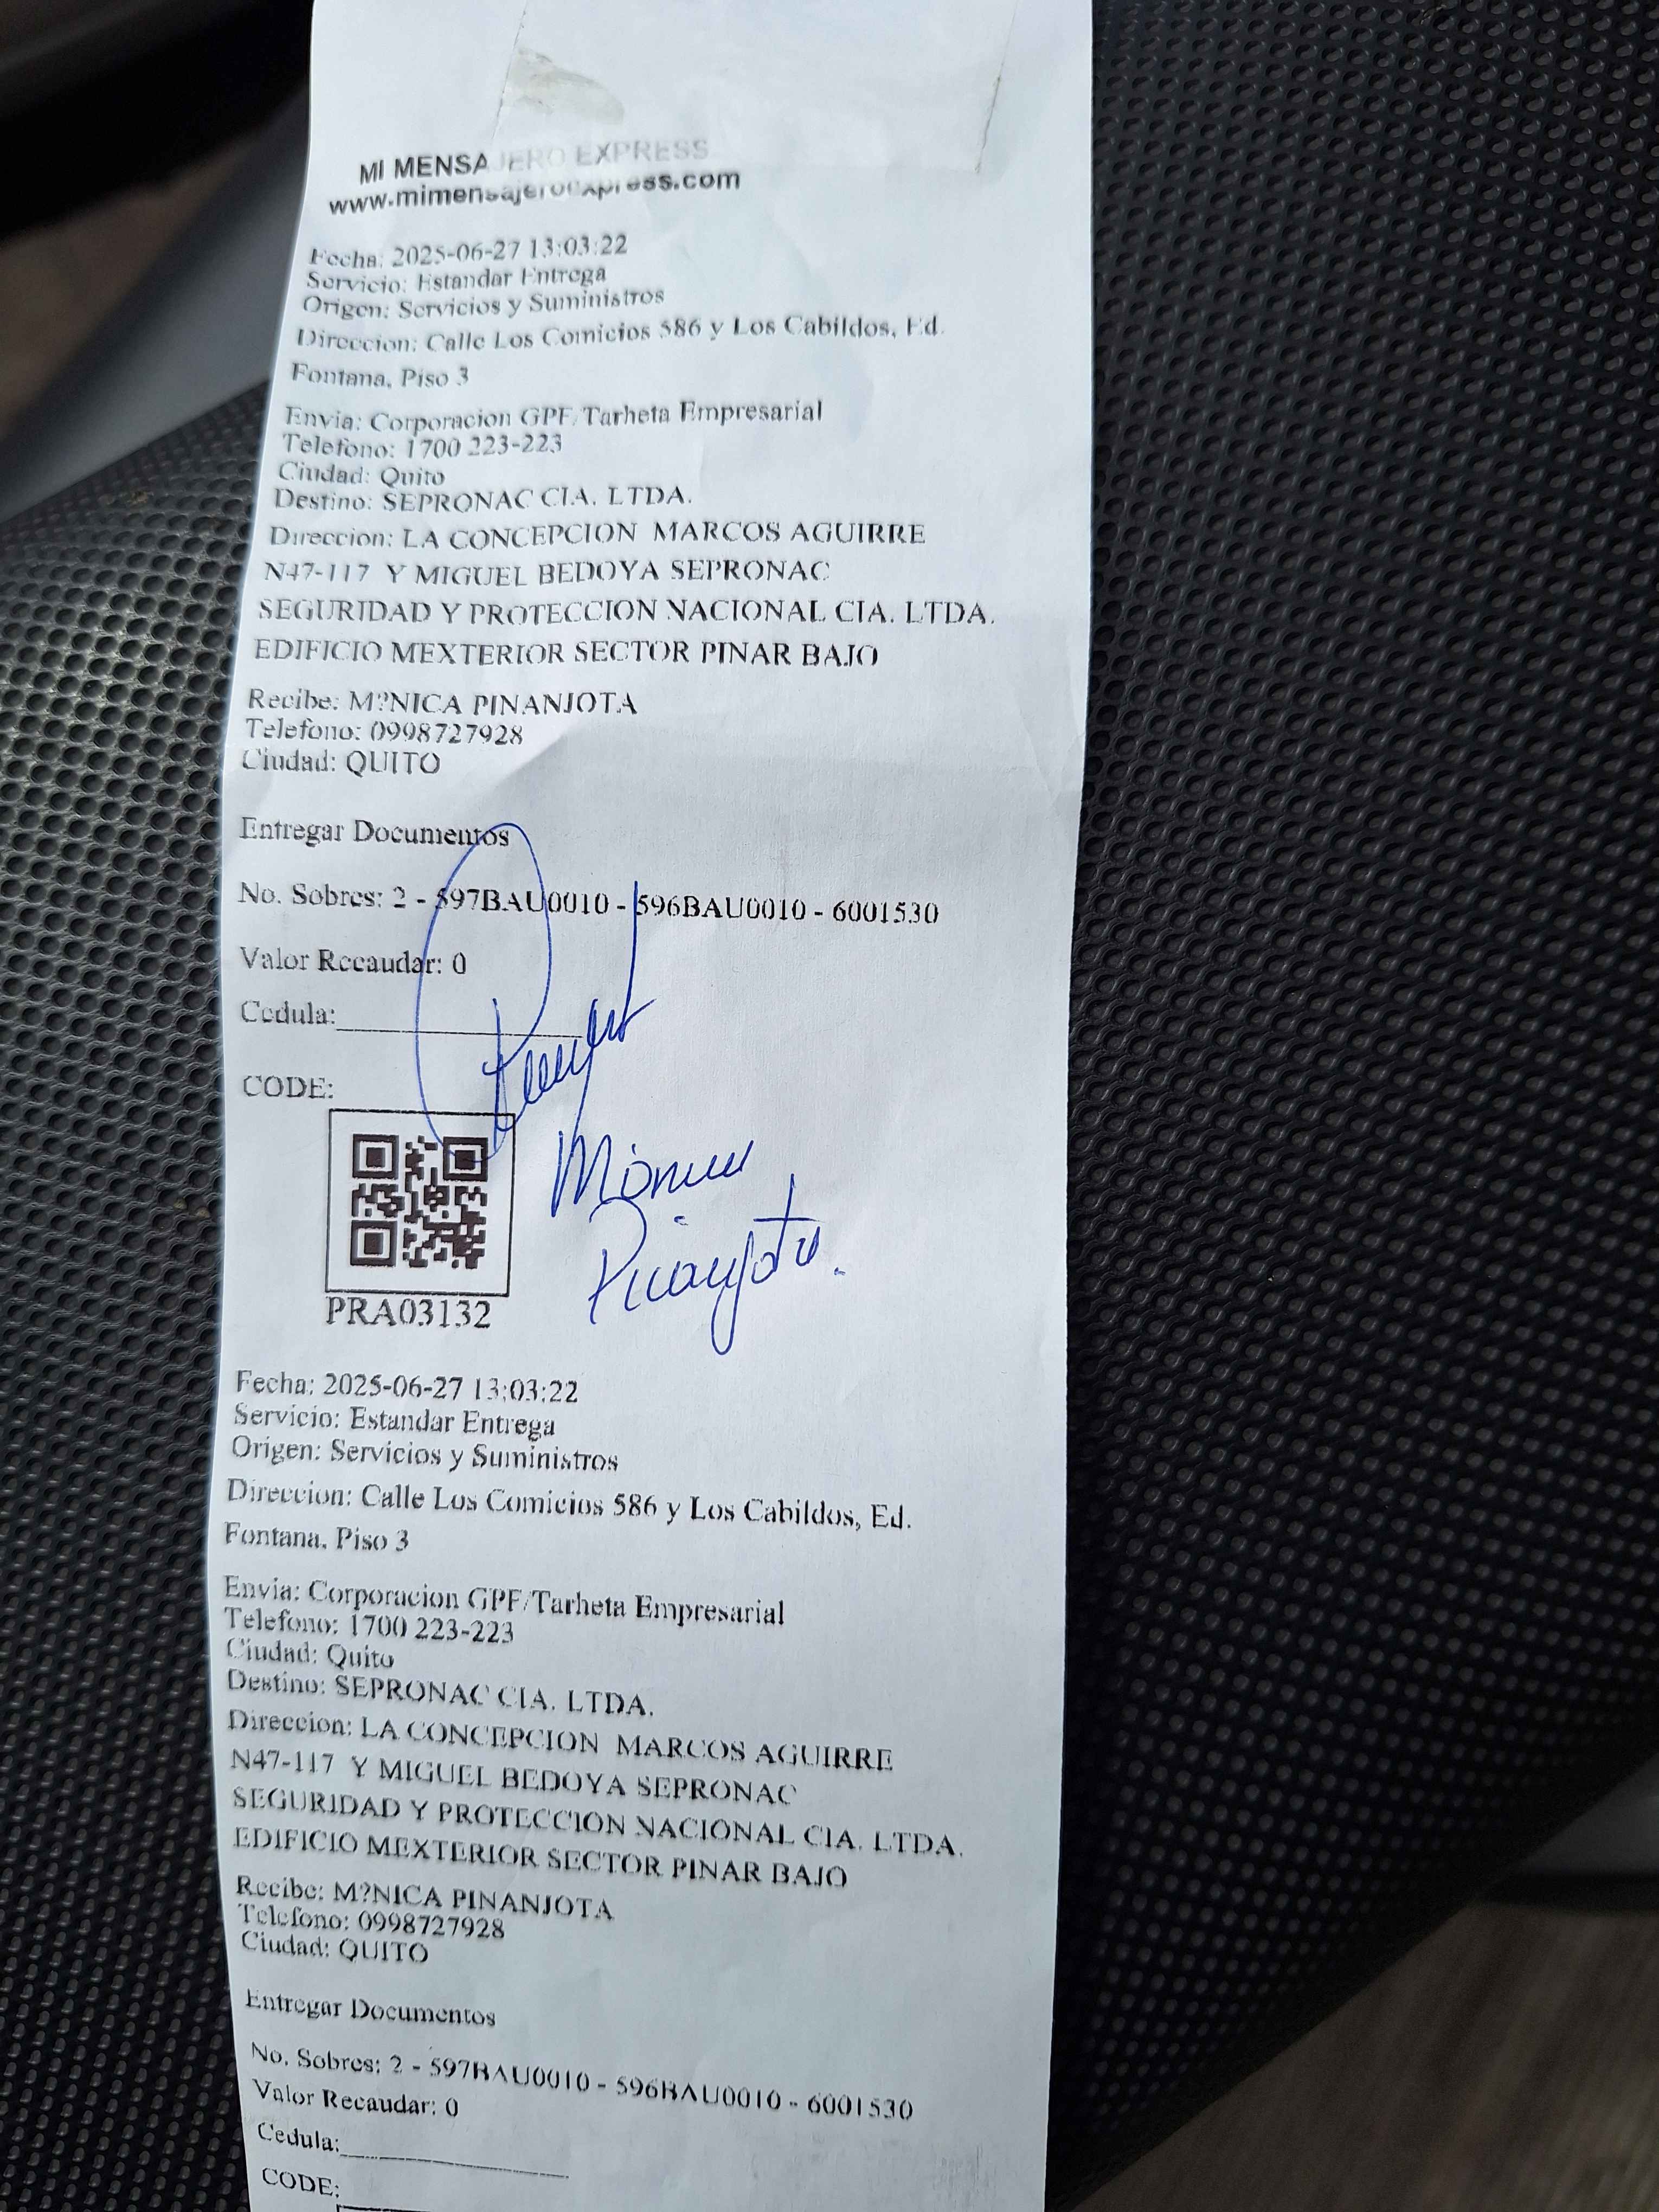 MI MENSAJERO EXPRESS
www.mimensajeroexpress.com
Fecha: 2025-06-27 13:03:22
Servicio: Estandar Entrega
Origen: Servicios y Suministros
Direccion: Calle Los Comicios 586 y Los Cabildos, Ed.
Fontana, Piso 3
Envia: Corporacion GPF/Tarheta Empresarial
Telefono: 1700 223-223
Ciudad: Quito
Destino: SEPRONAC CIA. LTDA.
Direccion: LA CONCEPCION MARCOS AGUIRRE
N47-117 Y MIGUEL BEDOYA SEPRONAC
SEGURIDAD Y PROTECCION NACIONAL CIA. LTDA.
EDIFICIO MEXTERIOR SECTOR PINAR BAJO
Recibe: M?NICA PINANJOTA
Telefono: 0998727928
Ciudad: QUITO
Entregar Documentos
No. Sobres: 2 - 597BAU0010 - 596BAU0010 - 6001530
Valor Recaudar: 0
Cedula:
CODE:
Mónica
PRA03132
Fecha: 2025-06-27 13:03:22
Servicio: Estandar Entrega
Origen: Servicios y Suministros
Direccion: Calle Los Comicios 586 y Los Cabildos, Ed.
Fontana, Piso 3
Envia: Corporacion GPF/Tarheta Empresarial
Telefono: 1700 223-223
Ciudad: Quito
Destino: SEPRONAC CIA. LTDA.
Direccion: LA CONCEPCION MARCOS AGUIRRE
N47-117 Y MIGUEL BEDOYA SEPRONAC
SEGURIDAD Y PROTECCION NACIONAL CIA. LTDA.
EDIFICIO MEXTERIOR SECTOR PINAR BAJO
Recibe: M?NICA PINANJOTA
Telefono: 0998727928
Ciudad: QUITO
Entregar Documentos
No. Sobres: 2 - 597BAU0010 - 596BAU0010 - 6001530
Valor Recaudar: 0
Cedula:
CODE: